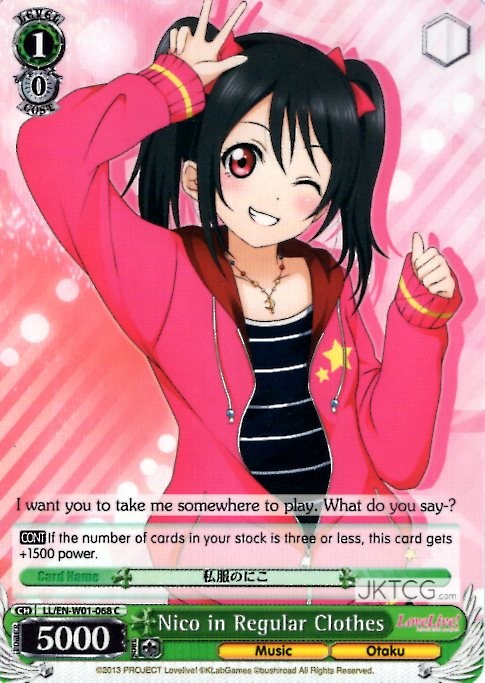 LEVEL
1
0
COST
I want you to take me somewhere to play. What do you say-?
CONT If the number of cards in your stock is three or less, this card gets
+1500 power.
Card Name 私服のにこ
JKTCG.com
CH LL/EN-W01-068 C
POWER 5000 SOUL
Nico in Regular Clothes
LoveLive!
Music Otaku
©2013 PROJECT Lovelive! ©KLabGames ©bushiroad All Rights Reserved.